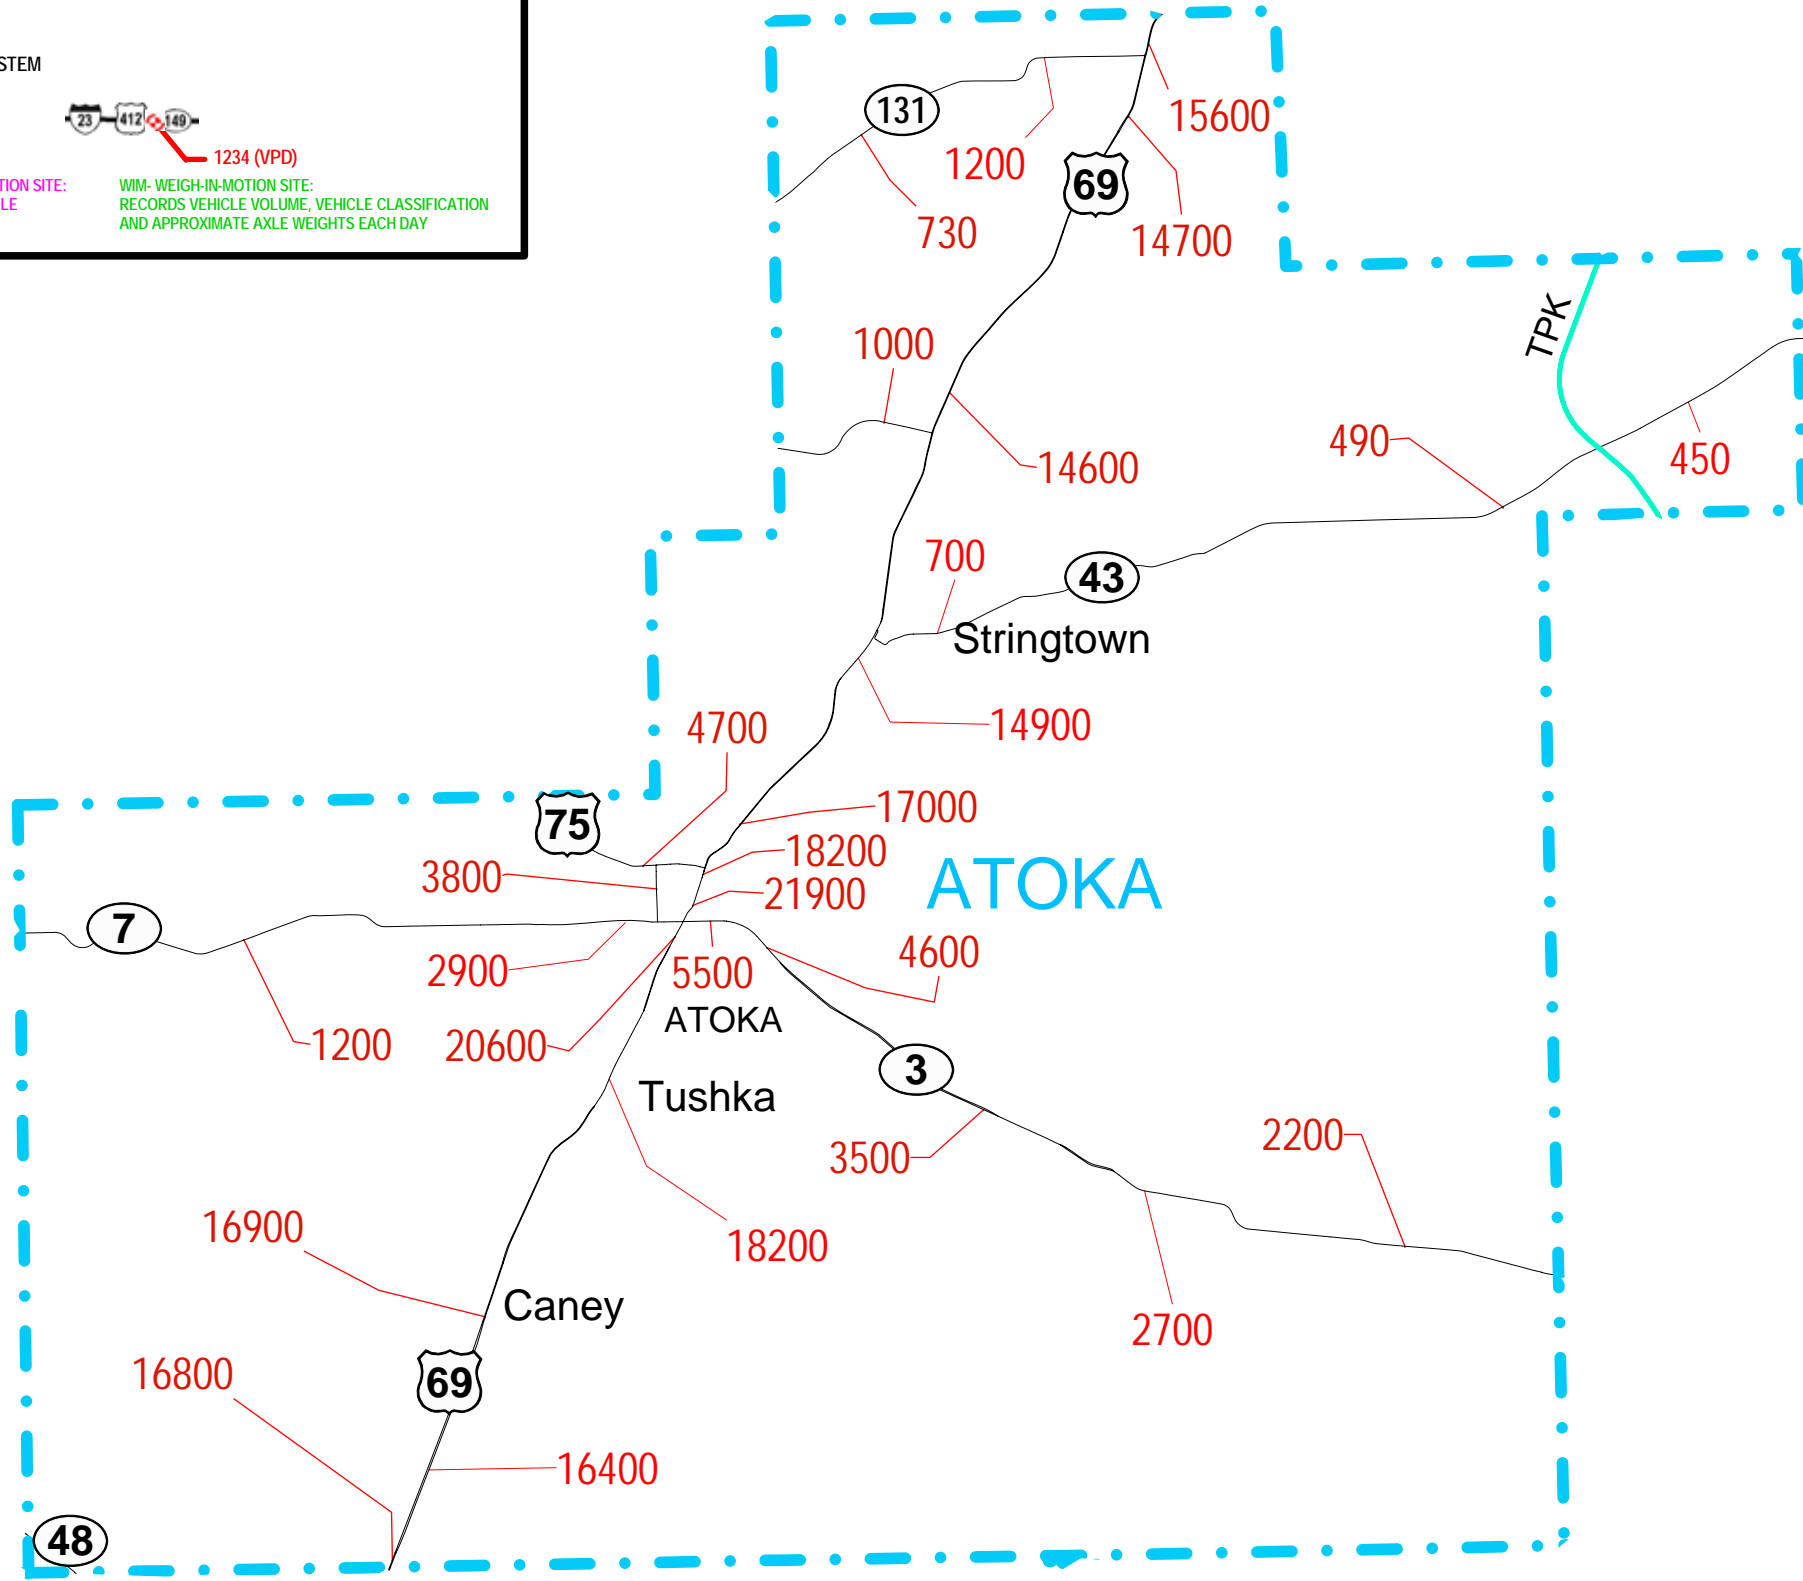 STEM
23 412 149
1234 (VPD)
TION SITE:
LE
WIM- WEIGH-IN-MOTION SITE:
RECORDS VEHICLE VOLUME, VEHICLE CLASSIFICATION
AND APPROXIMATE AXLE WEIGHTS EACH DAY
131
15600
1200
69
730
14700
TPK
1000
490
450
14600
700
43
Stringtown
14900
4700
17000
75
18200
3800
21900
ATOKA
7
4600
2900
5500
ATOKA
1200
20600
3
Tushka
3500
2200
16900
18200
Caney
2700
16800
69
16400
48